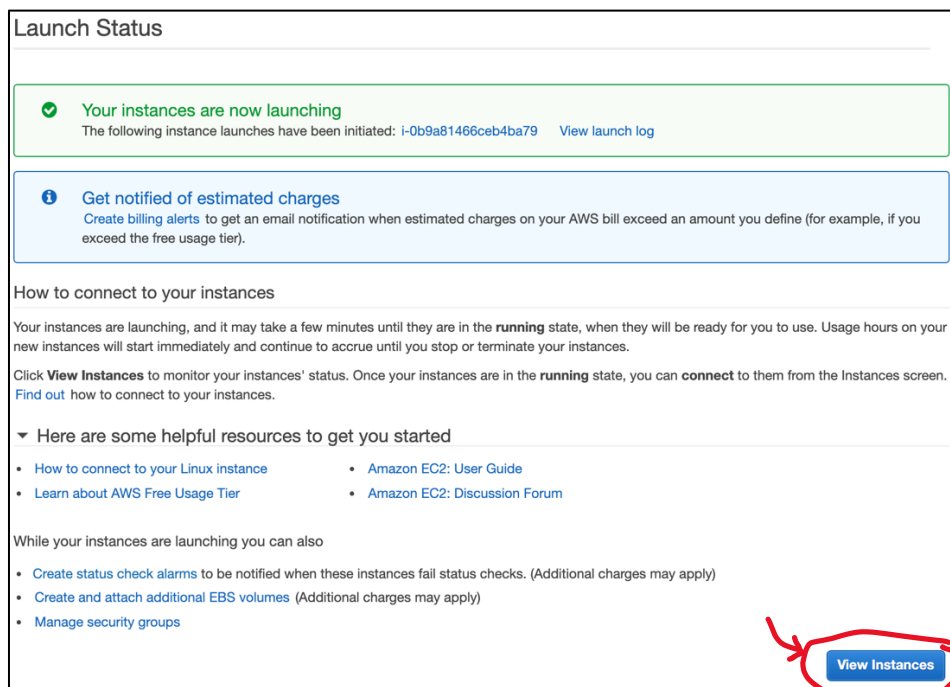 Launch Status
Your instances are now launching
The following instance launches have been initiated: i-0b9a81466ceb4ba79 View launch log
Get notified of estimated charges
Create billing alerts to get an email notification when estimated charges on your AWS bill exceed an amount you define (for example, if you
exceed the free usage tier).
How to connect to your instances
Your instances are launching, and it may take a few minutes until they are in the running state, when they will be ready for you to use. Usage hours on your
new instances will start immediately and continue to accrue until you stop or terminate your instances.
Click View Instances to monitor your instances' status. Once your instances are in the running state, you can connect to them from the Instances screen.
Find out how to connect to your instances.
Here are some helpful resources to get you started
• How to connect to your Linux instance • Amazon EC2: User Guide
• Learn about AWS Free Usage Tier • Amazon EC2: Discussion Forum
While your instances are launching you can also
• Create status check alarms to be notified when these instances fail status checks. (Additional charges may apply)
• Create and attach additional EBS volumes (Additional charges may apply)
• Manage security groups
View Instances